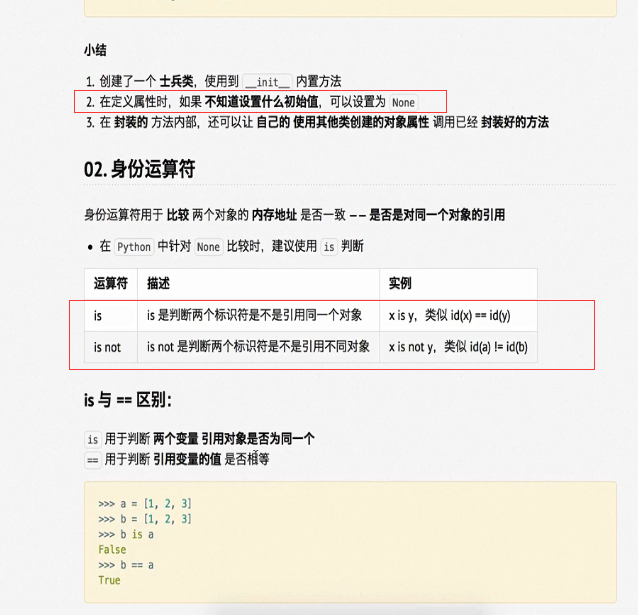 小结
1. 创建了一个 士兵类，使用到 __init__ 内置方法
2. 在定义属性时，如果 不知道设置什么初始值，可以设置为 None
3. 在 封装的 方法内部，还可以让 自己的 使用其他类创建的对象属性 调用已经 封装好的方法
02. 身份运算符
身份运算符用于 比较 两个对象的 内存地址 是否一致 —— 是否是对同一个对象的引用
• 在 Python 中针对 None 比较时，建议使用 is 判断
运算符 描述 实例
is is 是判断两个标识符是不是引用同一个对象 x is y，类似 id(x) == id(y)
is not is not 是判断两个标识符是不是引用不同对象 x is not y，类似 id(a) != id(b)
is 与 == 区别：
is 用于判断 两个变量 引用对象是否为同一个
== 用于判断 引用变量的值 是否相等
>>> a = [1, 2, 3]
>>> b = [1, 2, 3]
>>> b is a
False
>>> b == a
True